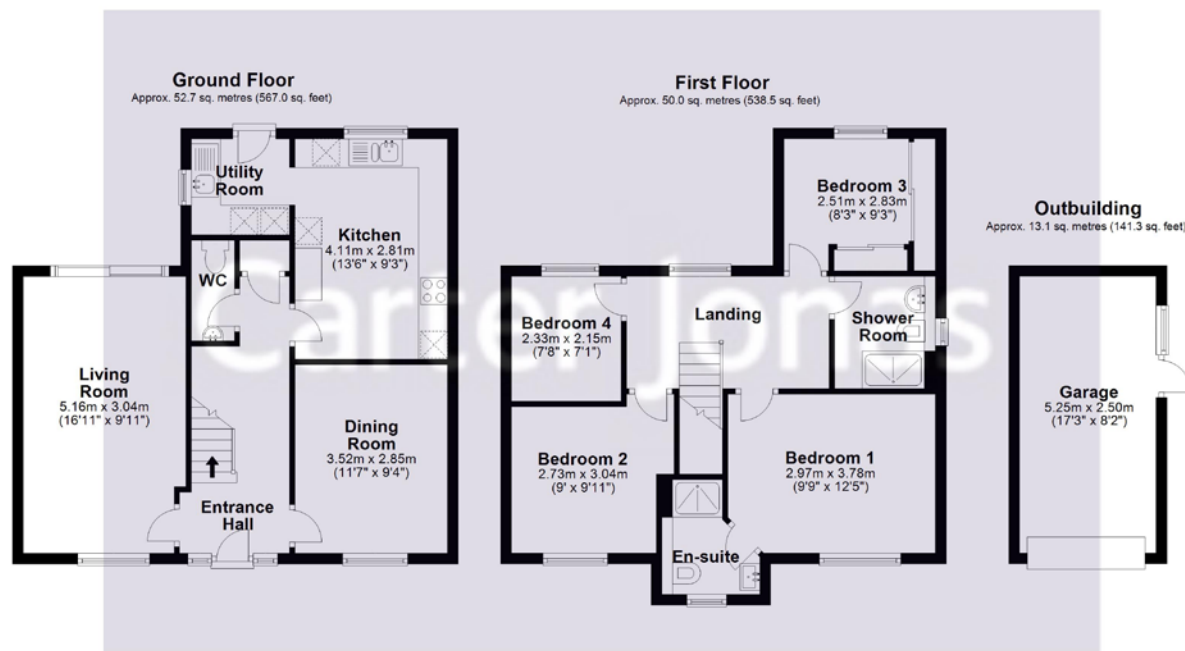 Ground Floor
Approx. 52.7 sq. metres (567.0 sq. feet)
Utility
Room
WC
Kitchen
4.11m x 2.81m
(13'6" x 9'3")
Living
Room
5.16m x 3.04m
(16'11" x 9'11")
Dining
Room
3.52m x 2.85m
(11'7" x 9'4")
Entrance
Hall
First Floor
Approx. 50.0 sq. metres (538.5 sq. feet)
Bedroom 3
2.51m x 2.83m
(8'3" x 9'3")
Landing
Shower
Room
Bedroom 4
2.33m x 2.15m
(7'8" x 7'1")
Bedroom 2
2.73m x 3.04m
(9' x 9'11")
Bedroom 1
2.97m x 3.78m
(9'9" x 12'5")
En-suite
Outbuilding
Approx. 13.1 sq. metres (141.3 sq. feet)
Garage
5.25m x 2.50m
(17'3" x 8'2")
Carter Jonas